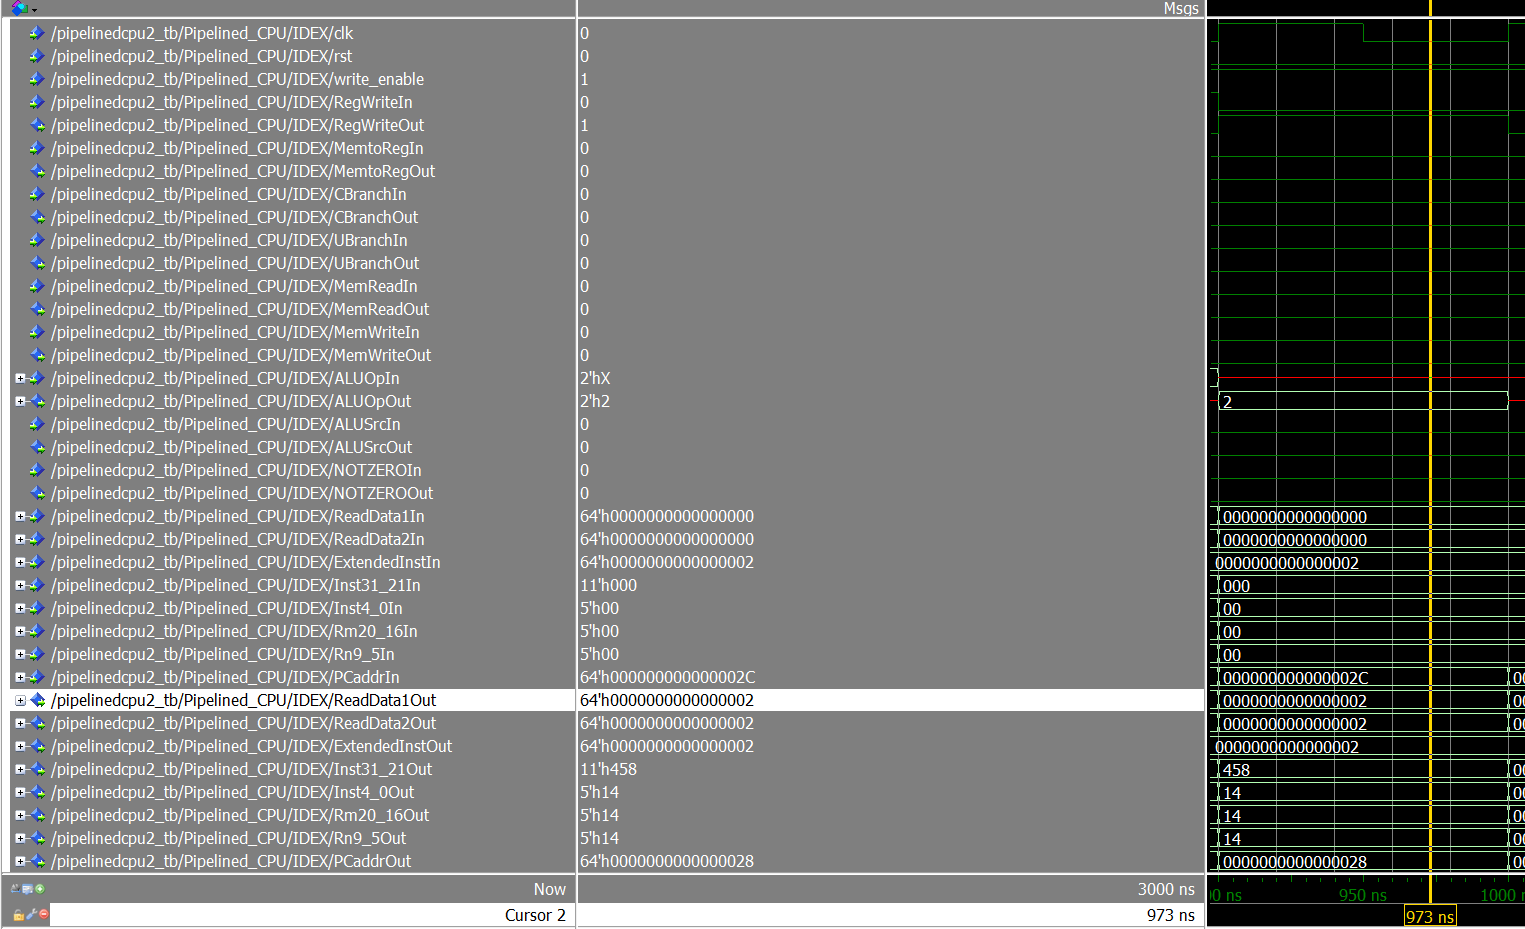 Msgs
/pipelinedcpu2_tb/Pipelined_CPU/IDEX/clk 0
/pipelinedcpu2_tb/Pipelined_CPU/IDEX/rst 0
/pipelinedcpu2_tb/Pipelined_CPU/IDEX/write_enable 1
/pipelinedcpu2_tb/Pipelined_CPU/IDEX/RegWriteIn 0
/pipelinedcpu2_tb/Pipelined_CPU/IDEX/RegWriteOut 1
/pipelinedcpu2_tb/Pipelined_CPU/IDEX/MemtoRegIn 0
/pipelinedcpu2_tb/Pipelined_CPU/IDEX/MemtoRegOut 0
/pipelinedcpu2_tb/Pipelined_CPU/IDEX/CBranchIn 0
/pipelinedcpu2_tb/Pipelined_CPU/IDEX/CBranchOut 0
/pipelinedcpu2_tb/Pipelined_CPU/IDEX/UBranchIn 0
/pipelinedcpu2_tb/Pipelined_CPU/IDEX/UBranchOut 0
/pipelinedcpu2_tb/Pipelined_CPU/IDEX/MemReadIn 0
/pipelinedcpu2_tb/Pipelined_CPU/IDEX/MemReadOut 0
/pipelinedcpu2_tb/Pipelined_CPU/IDEX/MemWriteIn 0
/pipelinedcpu2_tb/Pipelined_CPU/IDEX/MemWriteOut 0
/pipelinedcpu2_tb/Pipelined_CPU/IDEX/ALUOpIn 2'hX
/pipelinedcpu2_tb/Pipelined_CPU/IDEX/ALUOpOut 2'h2 2
/pipelinedcpu2_tb/Pipelined_CPU/IDEX/ALUSrcIn 0
/pipelinedcpu2_tb/Pipelined_CPU/IDEX/ALUSrcOut 0
/pipelinedcpu2_tb/Pipelined_CPU/IDEX/NOTZEROIn 0
/pipelinedcpu2_tb/Pipelined_CPU/IDEX/NOTZEROOut 0
/pipelinedcpu2_tb/Pipelined_CPU/IDEX/ReadData1In 64'h0000000000000000 0000000000000000
/pipelinedcpu2_tb/Pipelined_CPU/IDEX/ReadData2In 64'h0000000000000000 0000000000000000
/pipelinedcpu2_tb/Pipelined_CPU/IDEX/ExtendedInstIn 64'h0000000000000002 0000000000000002
/pipelinedcpu2_tb/Pipelined_CPU/IDEX/Inst31_21In 11'h000 000
/pipelinedcpu2_tb/Pipelined_CPU/IDEX/Inst4_0In 5'h00 00
/pipelinedcpu2_tb/Pipelined_CPU/IDEX/Rm20_16In 5'h00 00
/pipelinedcpu2_tb/Pipelined_CPU/IDEX/Rn9_5In 5'h00 00
/pipelinedcpu2_tb/Pipelined_CPU/IDEX/PCaddrIn 64'h000000000000002C 000000000000002C 00
/pipelinedcpu2_tb/Pipelined_CPU/IDEX/ReadData1Out 64'h0000000000000002 0000000000000002 00
/pipelinedcpu2_tb/Pipelined_CPU/IDEX/ReadData2Out 64'h0000000000000002 0000000000000002 00
/pipelinedcpu2_tb/Pipelined_CPU/IDEX/ExtendedInstOut 64'h0000000000000002 0000000000000002
/pipelinedcpu2_tb/Pipelined_CPU/IDEX/Inst31_21Out 11'h458 458 00
/pipelinedcpu2_tb/Pipelined_CPU/IDEX/Inst4_0Out 5'h14 14 00
/pipelinedcpu2_tb/Pipelined_CPU/IDEX/Rm20_16Out 5'h14 14 00
/pipelinedcpu2_tb/Pipelined_CPU/IDEX/Rn9_5Out 5'h14 14 00
/pipelinedcpu2_tb/Pipelined_CPU/IDEX/PCaddrOut 64'h0000000000000028 0000000000000028 00
Now 3000 ns ns 950 ns 1000
Cursor 2 973 ns 973 ns